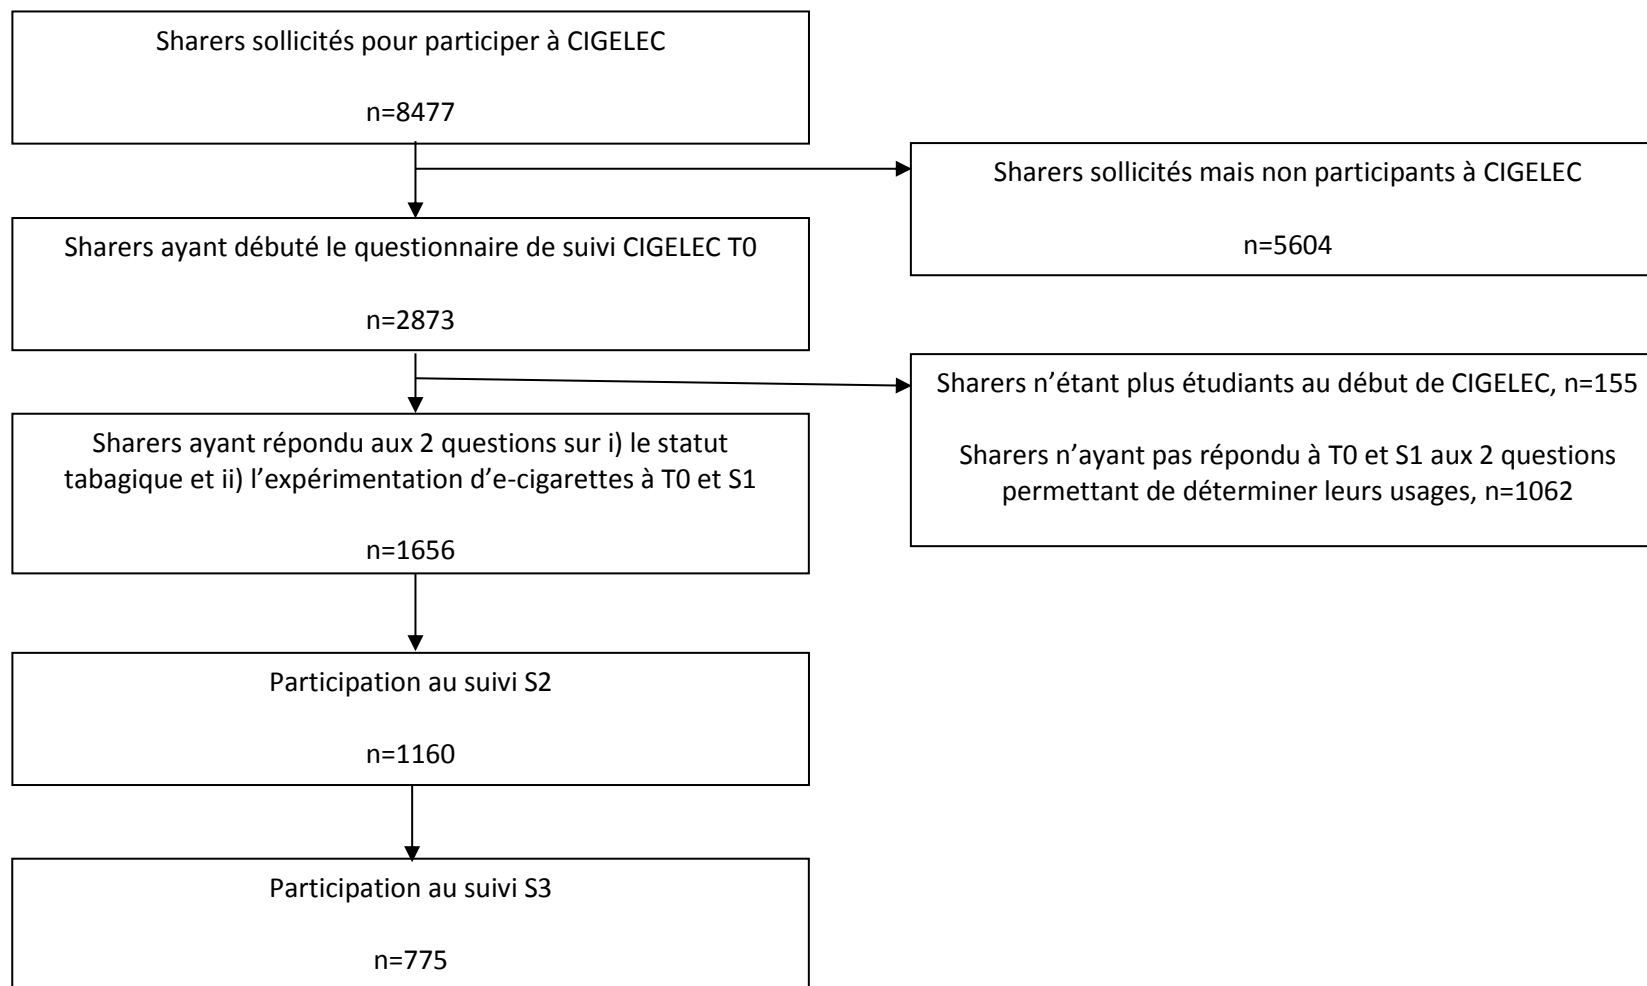 Sharers sollicités pour participer à CIGELEC
n=8477
Sharers sollicités mais non participants à CIGELEC
n=5604
Sharers ayant débuté le questionnaire de suivi CIGELEC T0
n=2873
Sharers n’étant plus étudiants au début de CIGELEC, n=155
Sharers n’ayant pas répondu à T0 et S1 aux 2 questions
permettant de déterminer leurs usages, n=1062
Sharers ayant répondu aux 2 questions sur i) le statut
tabagique et ii) l’expérimentation d’e-cigarettes à T0 et S1
n=1656
Participation au suivi S2
n=1160
Participation au suivi S3
n=775